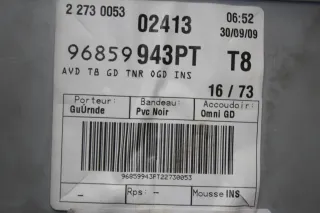 2 273 0053 02413 06:52
30/09/09
96859 943PT T8
AVD T8 GD TNR OGD INS
16 / 73
Porteur: Bandeau: Accoudoir:
GuÜrnde Pvc Noir Omni GD
96859943PT22730053
- Rps: - Mousse INS